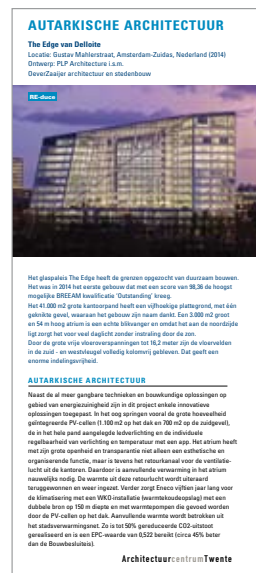 AUTARKISCHE ARCHITECTUUR
The Edge van Delloite
Locatie: Gustav Mahlerstraat, Amsterdam-Zuidas, Nederland (2014)
Ontwerp: PLP Architecture i.s.m.
OeverZaaijer architectuur en stedenbouw
RE-duce
Het glaspaleis The Edge heeft de grenzen opgezocht van duurzaam bouwen.
Het was in 2014 het eerste gebouw dat met een score van 98,36 de hoogst
mogelijke BREEAM kwalificatie 'Outstanding' kreeg.
Het 41.000 m2 grote kantoorpand heeft een vijfhoekige plattegrond, met één
geknikte gevel, waaraan het gebouw zijn naam dankt. Een 3.000 m2 groot
en 54 m hoog atrium is een echte blikvanger en omdat het aan de noordzijde
ligt zorgt het voor veel daglicht zonder instraling door de zon.
Door de grote vrije vloeroverspanningen tot 16,2 meter zijn de vloervelden
in de zuid - en westvleugel volledig kolomvrij gebleven. Dat geeft een
enorme indelingsvrijheid.
AUTARKISCHE ARCHITECTUUR
Naast de al meer gangbare technieken en bouwkundige oplossingen op
gebied van energiezuinigheid zijn in dit project enkele innovatieve
oplossingen toegepast. In het oog springen vooral de grote hoeveelheid
geïntegreerde PV-cellen (1.100 m2 op het dak en 700 m2 op de zuidgevel),
de in het hele pand aangelegde ledverlichting en de individuele
regelbaarheid van verlichting en temperatuur met een app. Het atrium heeft
met zijn grote openheid en transparantie niet alleen een esthetische en
organiserende functie, maar is tevens het retourkanaal voor de ventilatie-
lucht uit de kantoren. Daardoor is aanvullende verwarming in het atrium
nauwelijks nodig. De warmte uit deze retourlucht wordt uiteraard
teruggewonnen en weer ingezet. Verder zorgt Eneco vijftien jaar lang voor
de klimatisering met een WKO-installatie (warmtekoudeopslag) met een
dubbele bron op 150 m diepte en met warmtepompen die gevoed worden
door de PV-cellen op het dak. Aanvullende warmte wordt betrokken uit
het stadsverwarmingsnet. Zo is tot 50% gereduceerde CO2-uitstoot
gerealiseerd en is een EPC-waarde van 0,522 bereikt (circa 45% beter
dan de Bouwbesluiteis).
ArchitectuurcentrumTwente